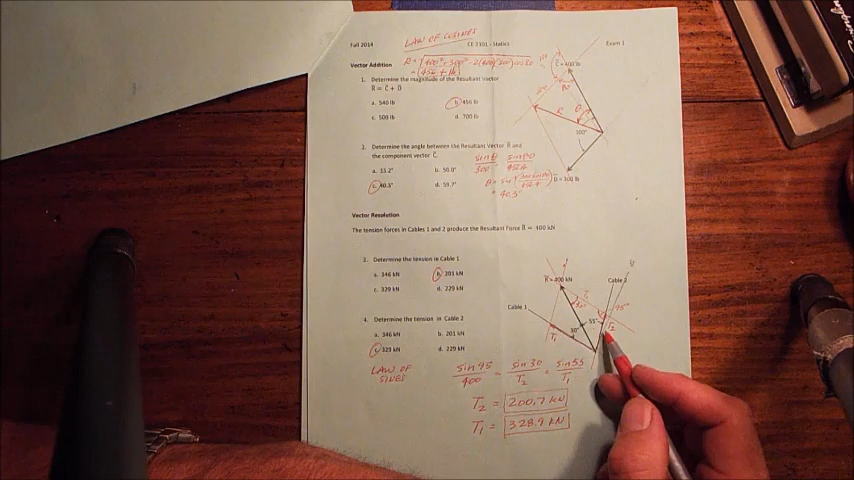 Fall 2014
LAW OF COSINES
CE 2301 - Statics
Exam 1
Vector Addition
1. Determine the magnitude of the Resultant Vector
R = C + D
a. 540 lb
b. 456 lb
c. 500 lb
d. 700 lb
C = 400 lb
R
θ
100°
D = 300 lb
2. Determine the angle between the Resultant Vector R and
the component vector C.
a. 33.2°
b. 50.0°
c. 40.3°
d. 59.7°
= 40.3°
Vector Resolution
The tension forces in Cables 1 and 2 produce the Resultant Force R = 400 kN
3. Determine the tension in Cable 1
a. 346 kN
b. 201 kN
c. 329 kN
d. 229 kN
4. Determine the tension in Cable 2
a. 346 kN
b. 201 kN
c. 329 kN
d. 229 kN
R = 400 kN
Cable 2
Cable 1
95°
30°
55°
T2
T1
LAW OF
SINES
sin 95 / 400 = sin 30 / T2 = sin 55 / T1
T2 = 200.7 kN
T1 = 328.9 kN